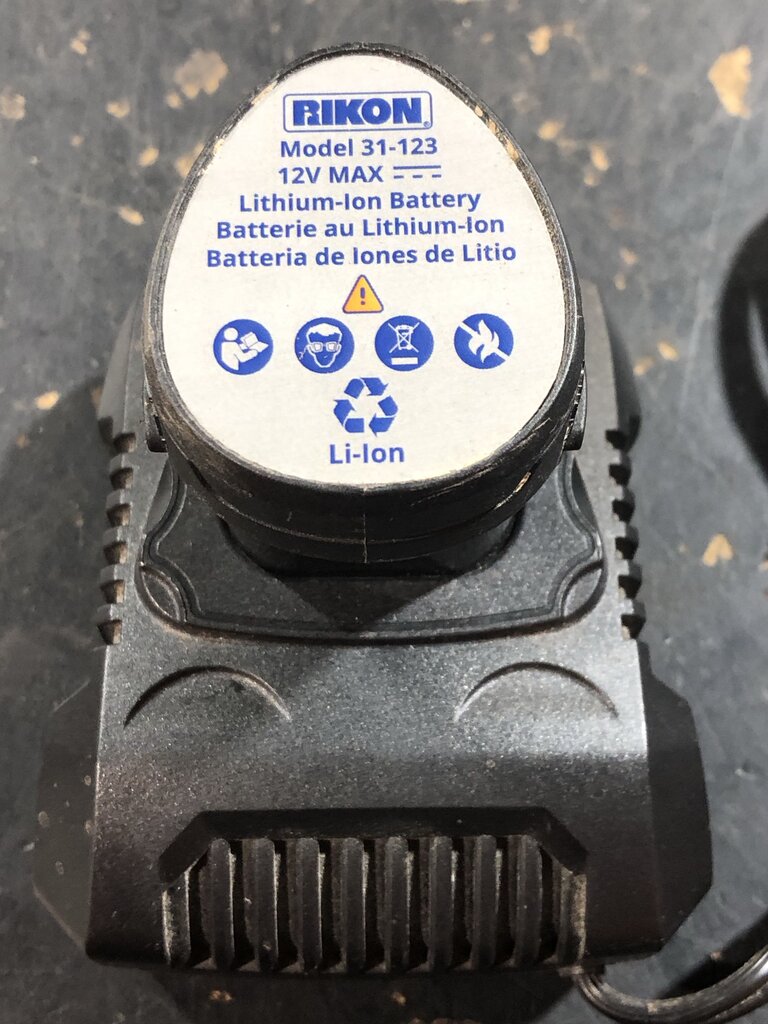 RIKON®
Model 31-123
12V MAX
Lithium-Ion Battery
Batterie au Lithium-Ion
Batteria de Iones de Litio
Li-Ion